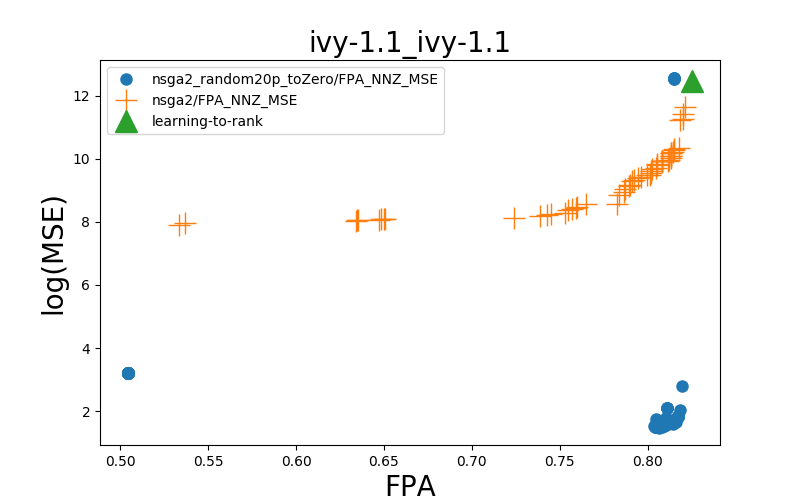 ivy-1.1_ivy-1.1
nsga2_random20p_toZero/FPA_NNZ_MSE
nsga2/FPA_NNZ_MSE
learning-to-rank
log(MSE)
12
10
8
6
4
2
0.50 0.55 0.60 0.65 0.70 0.75 0.80
FPA